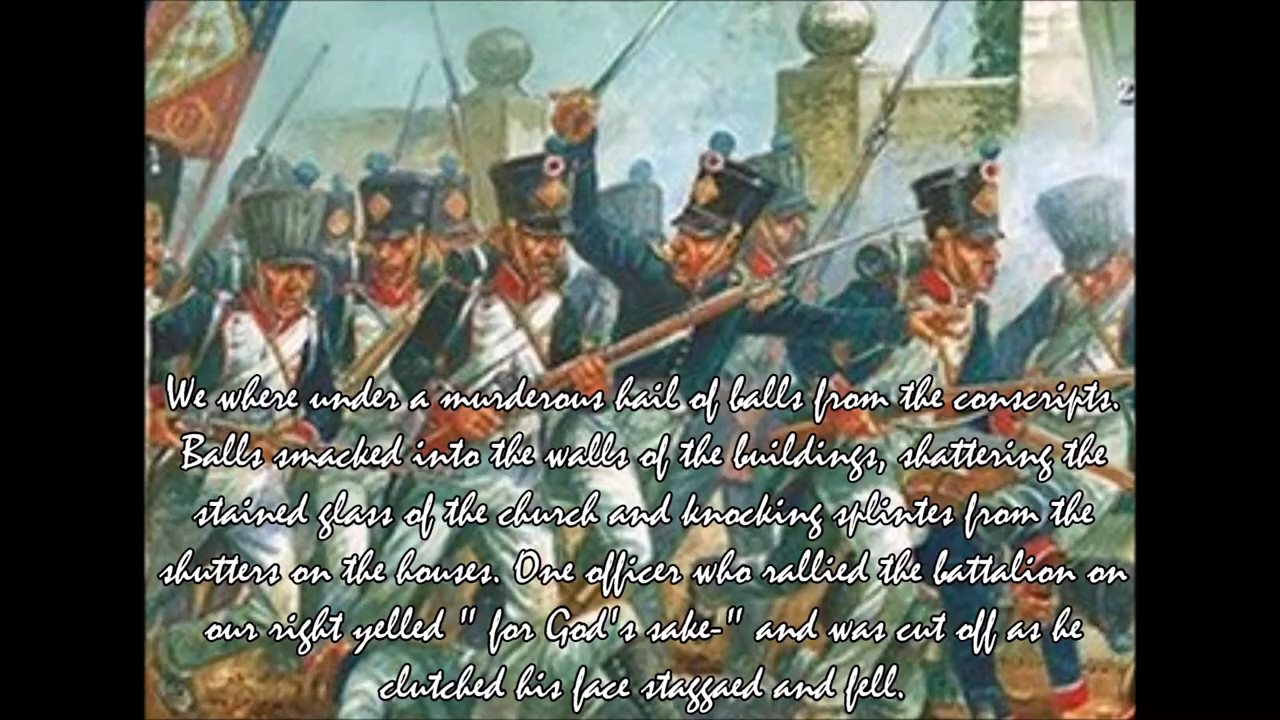 We where under a murderous hail of balls from the conscripts.
Balls smacked into the walls of the buildings, shattering the
stained glass of the church and knocking splintes from the
shutters on the houses. One officer who rallied the battalion on
our right yelled " for God's sake-" and was cut off as he
clutched his face staggaed and fell.